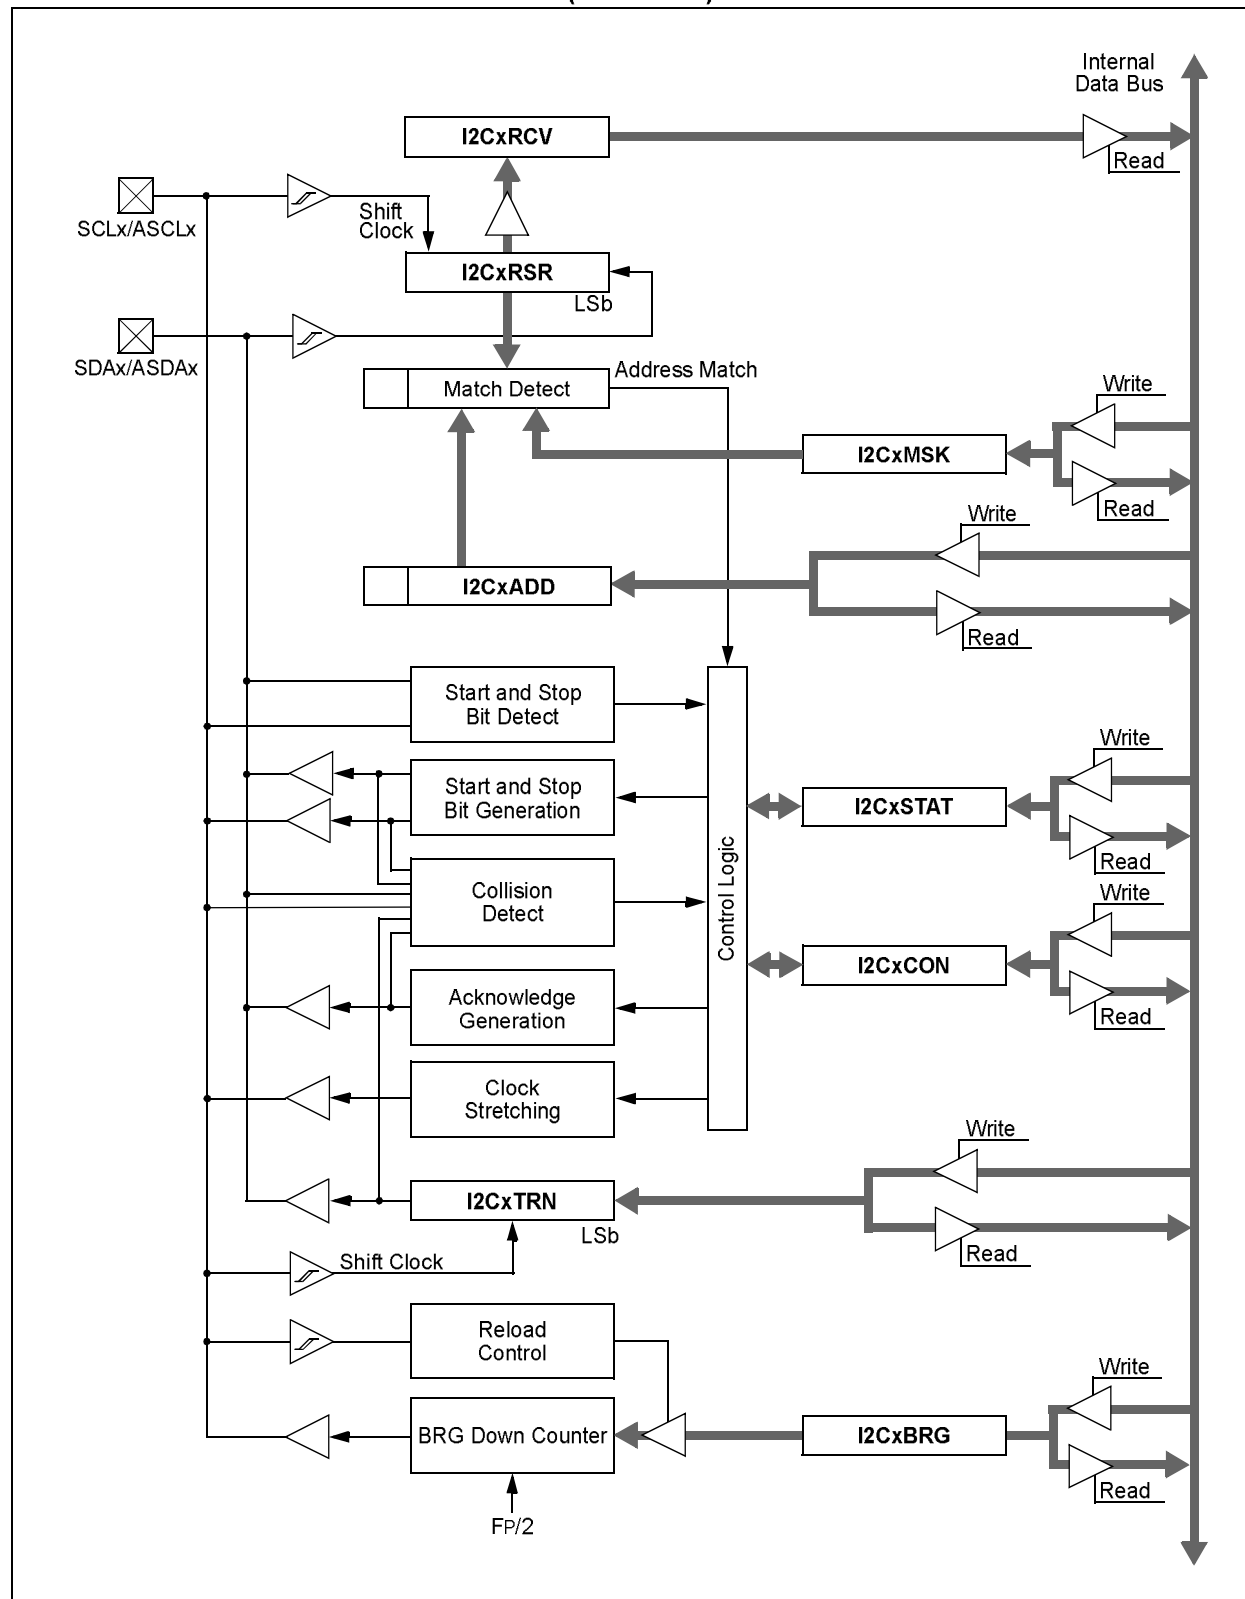 Internal
Data Bus
I2CxRCV
Read
SCLx/ASCLx
Shift
Clock
I2CxRSR
LSb
SDAx/ASDAx
Address Match
Match Detect
Write
I2CxMSK
Read
Write
I2CxADD
Read
Start and Stop
Bit Detect
Write
Start and Stop
Bit Generation
I2CxSTAT
Read
Control Logic
Collision
Detect
Write
I2CxCON
Acknowledge
Generation
Read
Clock
Stretching
Write
I2CxTRN
LSb
Read
Shift Clock
Reload
Control
Write
BRG Down Counter
I2CxBRG
Read
FP/2